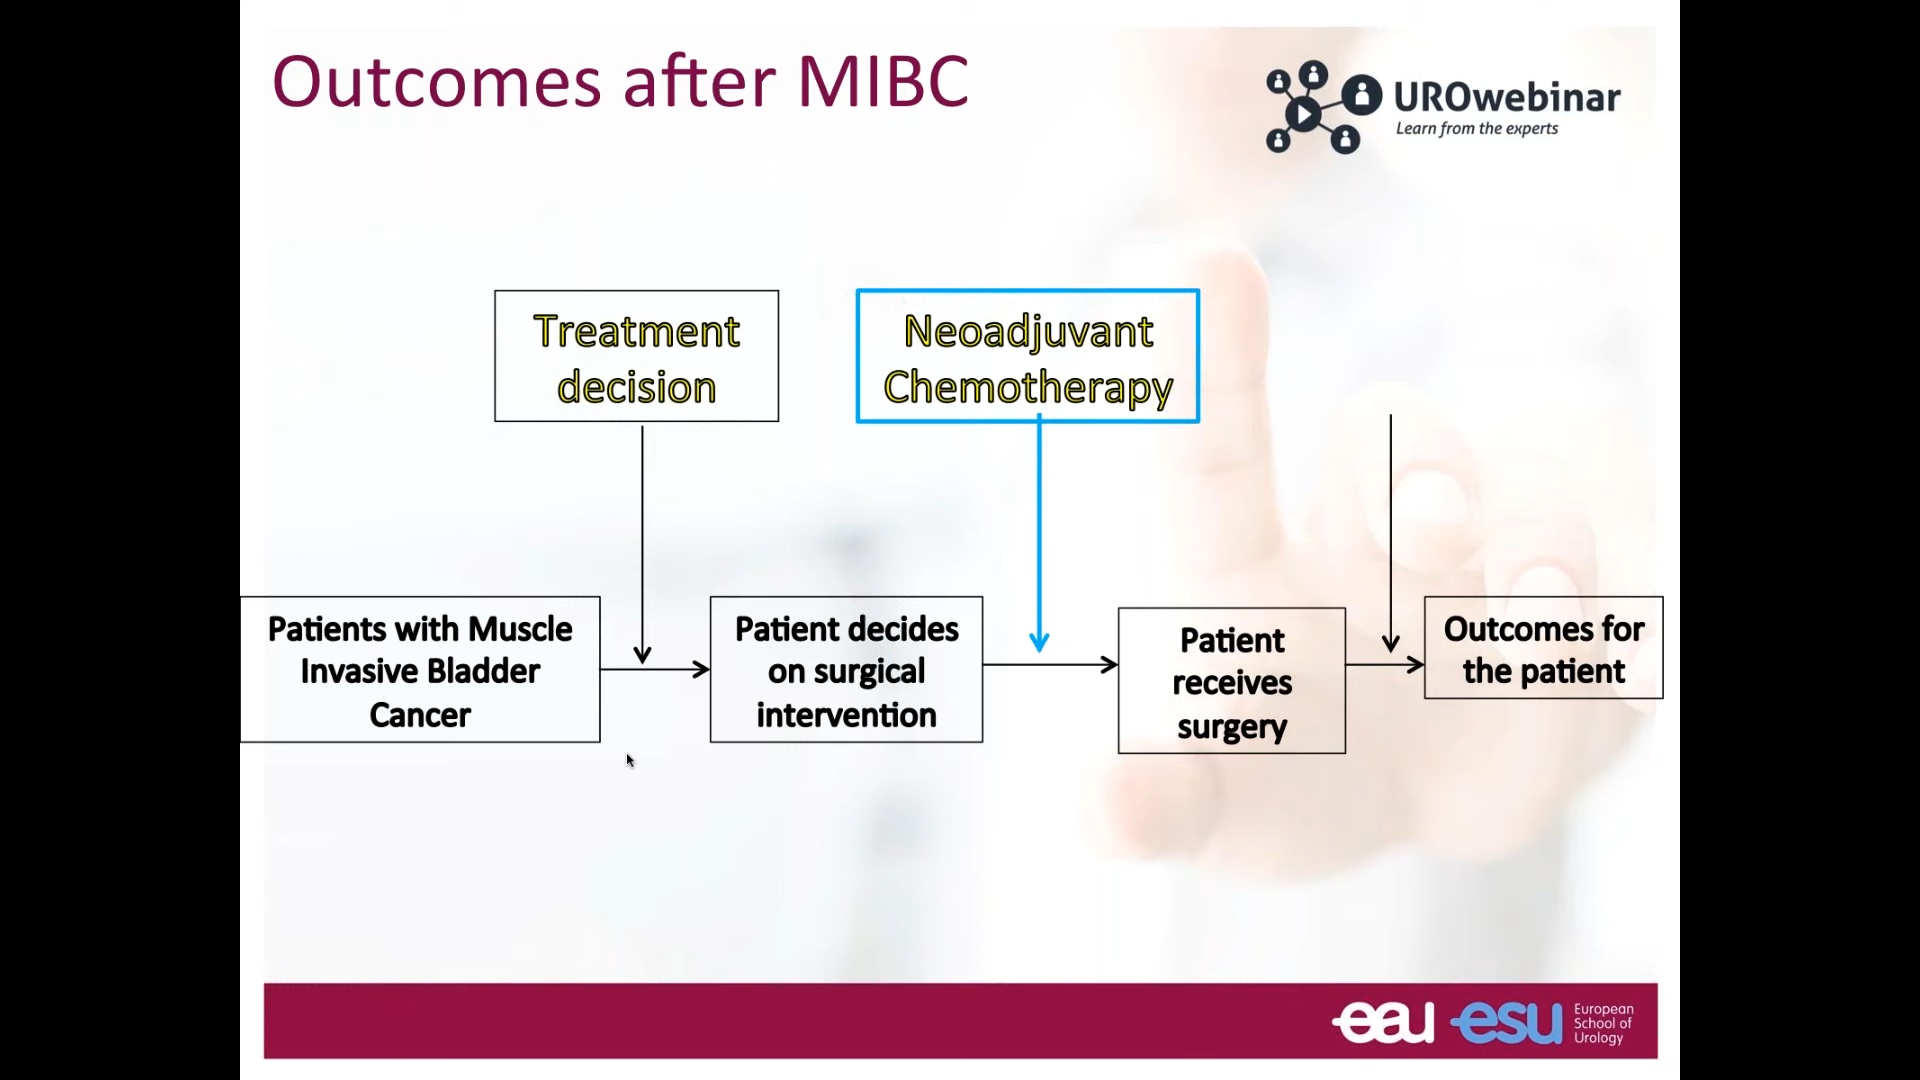 Outcomes after MIBC
UROwebinar
Learn from the experts
Treatment
decision
Neoadjuvant
Chemotherapy
Patients with Muscle
Invasive Bladder
Cancer
Patient decides
on surgical
intervention
Patient
receives
surgery
Outcomes for
the patient
eau esu
European
School of
Urology